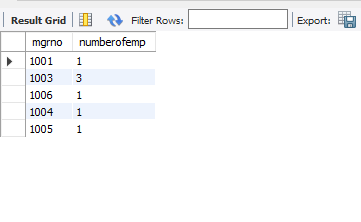 Result Grid Filter Rows: Export:
mgrno numberofemp
1001 1
1003 3
1006 1
1004 1
1005 1